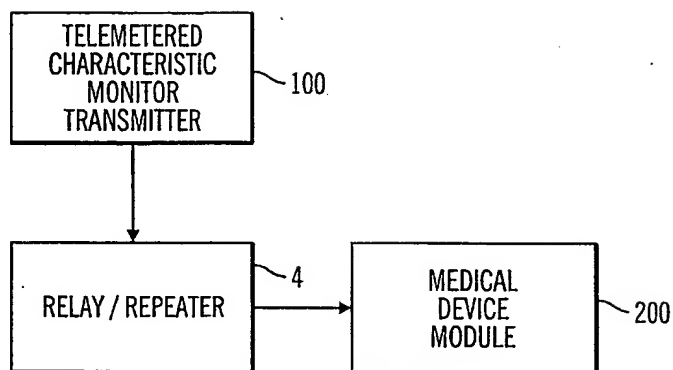 TELEMETERED
CHARACTERISTIC
MONITOR
TRANSMITTER
100
RELAY / REPEATER
4
MEDICAL
DEVICE
MODULE
200